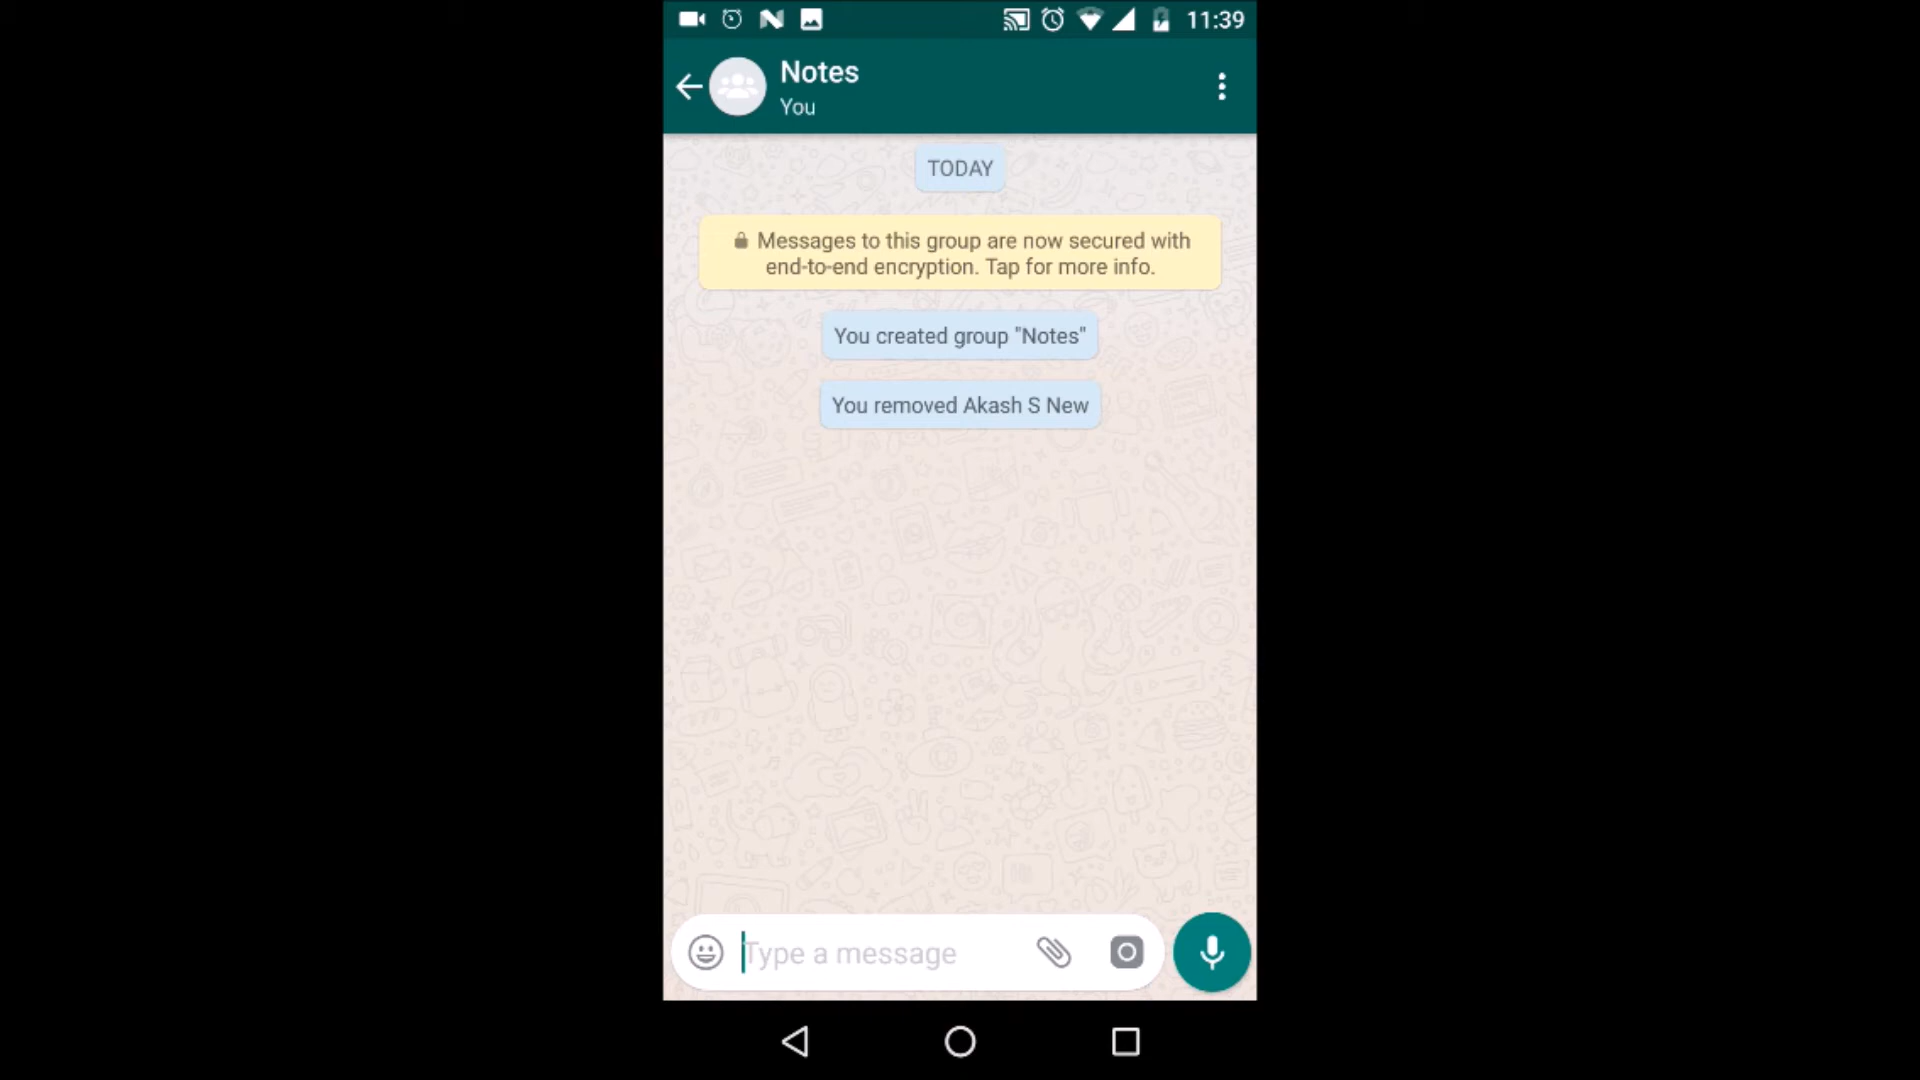 11:39
Notes
You
TODAY
Messages to this group are now secured with
end-to-end encryption. Tap for more info.
You created group "Notes"
You removed Akash S New
Type a message